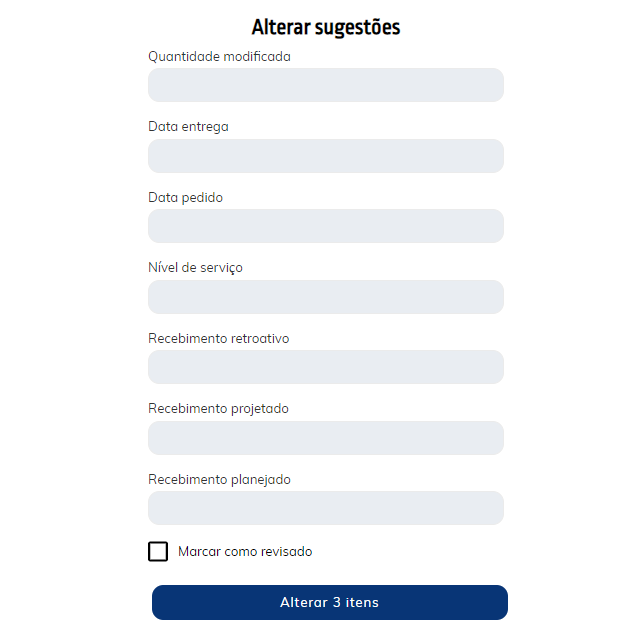 Alterar sugestões
Quantidade modificada
Data entrega
Data pedido
Nível de serviço
Recebimento retroativo
Recebimento projetado
Recebimento planejado
Marcar como revisado
Alterar 3 itens